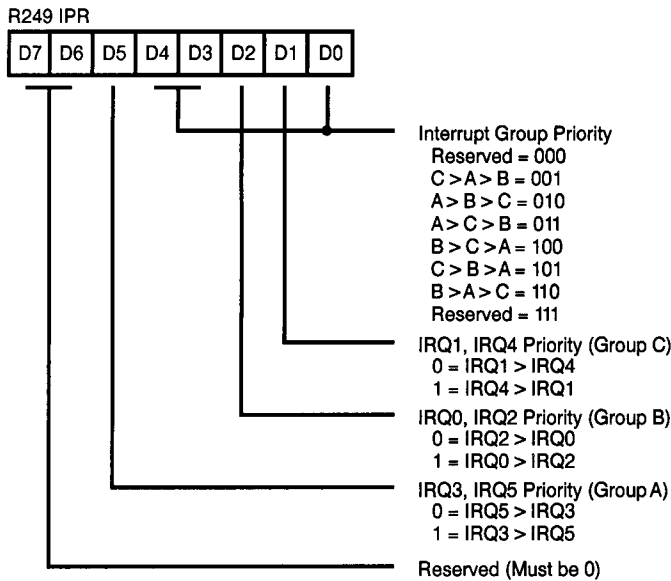 R249 IPR
D7 D6 D5 D4 D3 D2 D1 D0
Interrupt Group Priority
Reserved = 000
C > A > B = 001
A > B > C = 010
A > C > B = 011
B > C > A = 100
C > B > A = 101
B > A > C = 110
Reserved = 111
IRQ1, IRQ4 Priority (Group C)
0 = IRQ1 > IRQ4
1 = IRQ4 > IRQ1
IRQ0, IRQ2 Priority (Group B)
0 = IRQ2 > IRQ0
1 = IRQ0 > IRQ2
IRQ3, IRQ5 Priority (Group A)
0 = IRQ5 > IRQ3
1 = IRQ3 > IRQ5
Reserved (Must be 0)